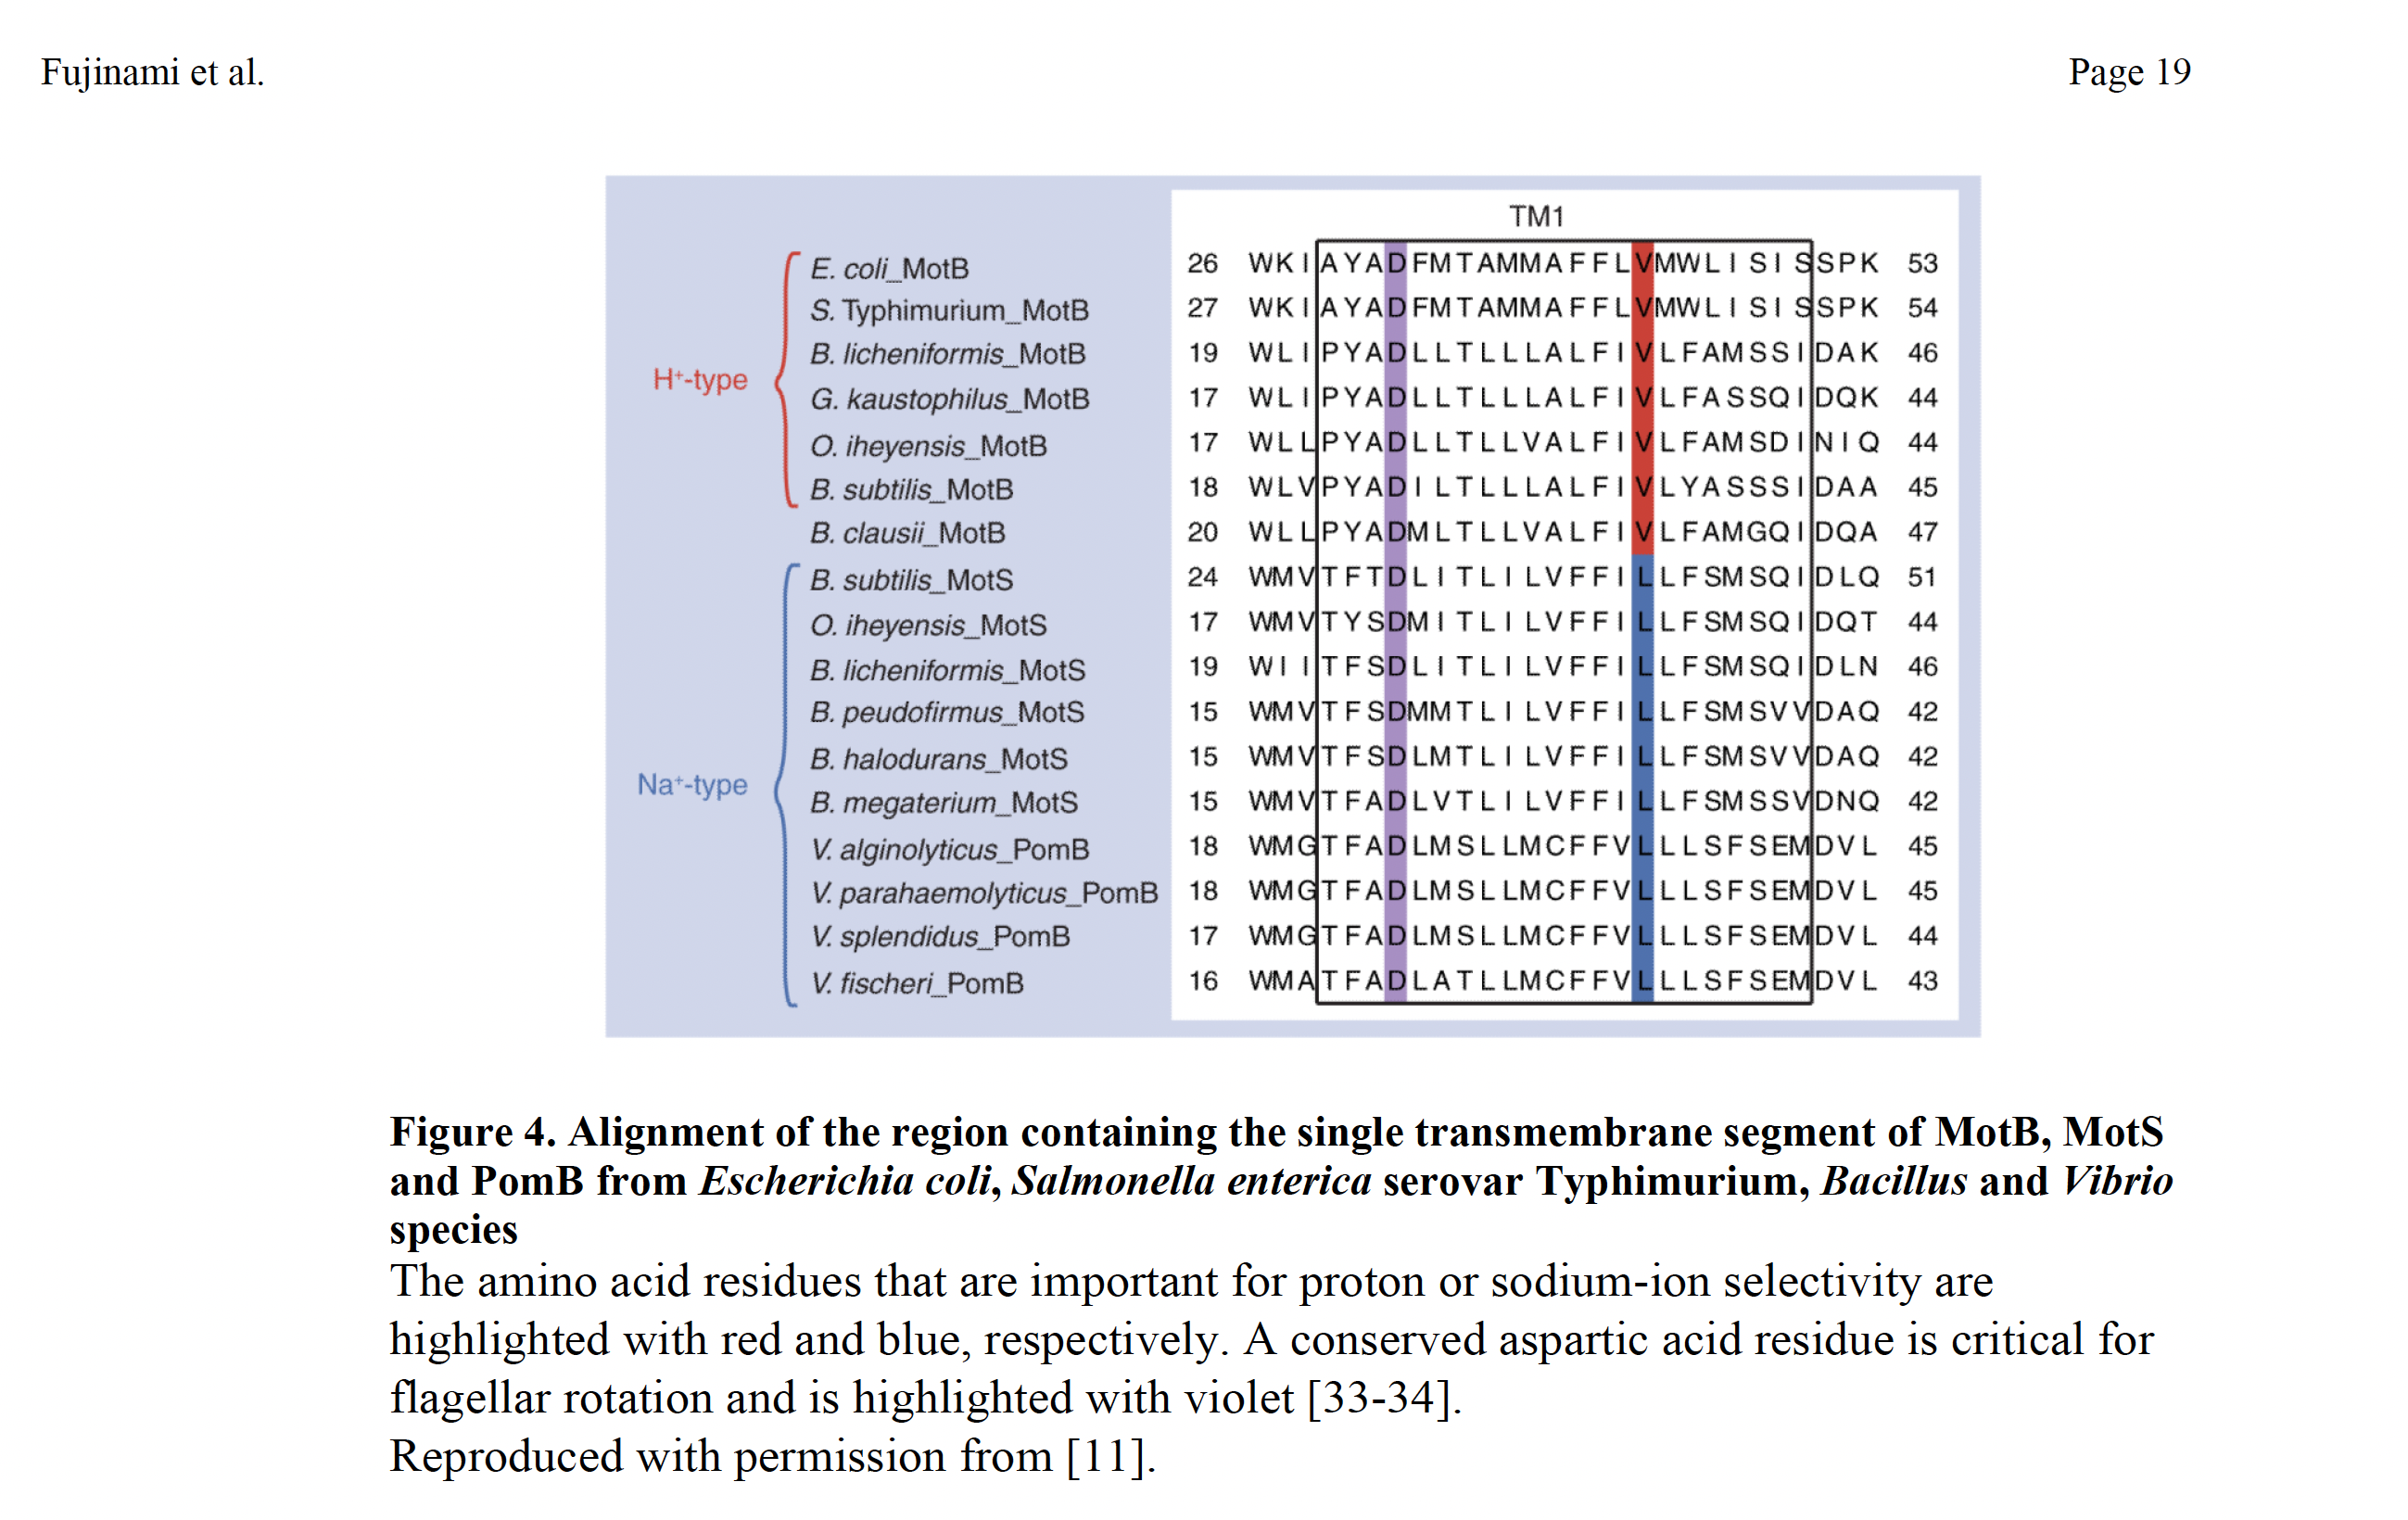 Fujinami et al. Page 19
TM1
E. coli_MotB 26 WKIAYADFMTAMMAFFLVMWLISISSPK 53
S. Typhimurium_MotB 27 WKIAYADFMTAMMAFFLVMWLISISSPK 54
B. licheniformis_MotB 19 WLIPYADLLTLLLALFIVLFAMSSIDAK 46
H⁺-type
G. kaustophilus_MotB 17 WLIPYADLLTLLLALFIVLFASSQIDQK 44
O. iheyensis_MotB 17 WLLPYADLLTLLVALFIVLFAMSDINIQ 44
B. subtilis_MotB 18 WLVPYADILTLLLALFIVLYASSSIDAA 45
B. clausii_MotB 20 WLLPYADMLTLLVALFIVLFAMGQIDQA 47
B. subtilis_MotS 24 WMVTFTDLITLILVFFILLFSMSQIDLQ 51
O. iheyensis_MotS 17 WMVTYSDMITLILVFFILLFSMSQIDQT 44
B. licheniformis_MotS 19 WIITFSDLITLILVFFILLFSMSQIDLN 46
B. peudofirmus_MotS 15 WMVTFSDMMTLILVFFILLFSMSVVDAQ 42
B. halodurans_MotS 15 WMVTFSDLMTLILVFFILLFSMSVVDAQ 42
Na⁺-type
B. megaterium_MotS 15 WMVTFADLVTLILVFFILLFSMSSVDNQ 42
V. alginolyticus_PomB 18 WMGTFADLMSLLMCFFVLLLSFSEMDVL 45
V. parahaemolyticus_PomB 18 WMGTFADLMSLLMCFFVLLLSFSEMDVL 45
V. splendidus_PomB 17 WMGTFADLMSLLMCFFVLLLSFSEMDVL 44
V. fischeri_PomB 16 WMATFADLATLLMCFFVLLLSFSEMDVL 43
Figure 4. Alignment of the region containing the single transmembrane segment of MotB, MotS
and PomB from Escherichia coli, Salmonella enterica serovar Typhimurium, Bacillus and Vibrio
species
The amino acid residues that are important for proton or sodium-ion selectivity are
highlighted with red and blue, respectively. A conserved aspartic acid residue is critical for
flagellar rotation and is highlighted with violet [33-34].
Reproduced with permission from [11].